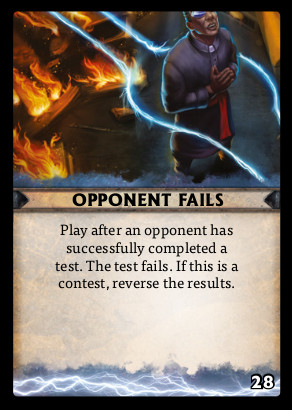 OPPONENT FAILS
Play after an opponent has
successfully completed a
test. The test fails. If this is a
contest, reverse the results.
28